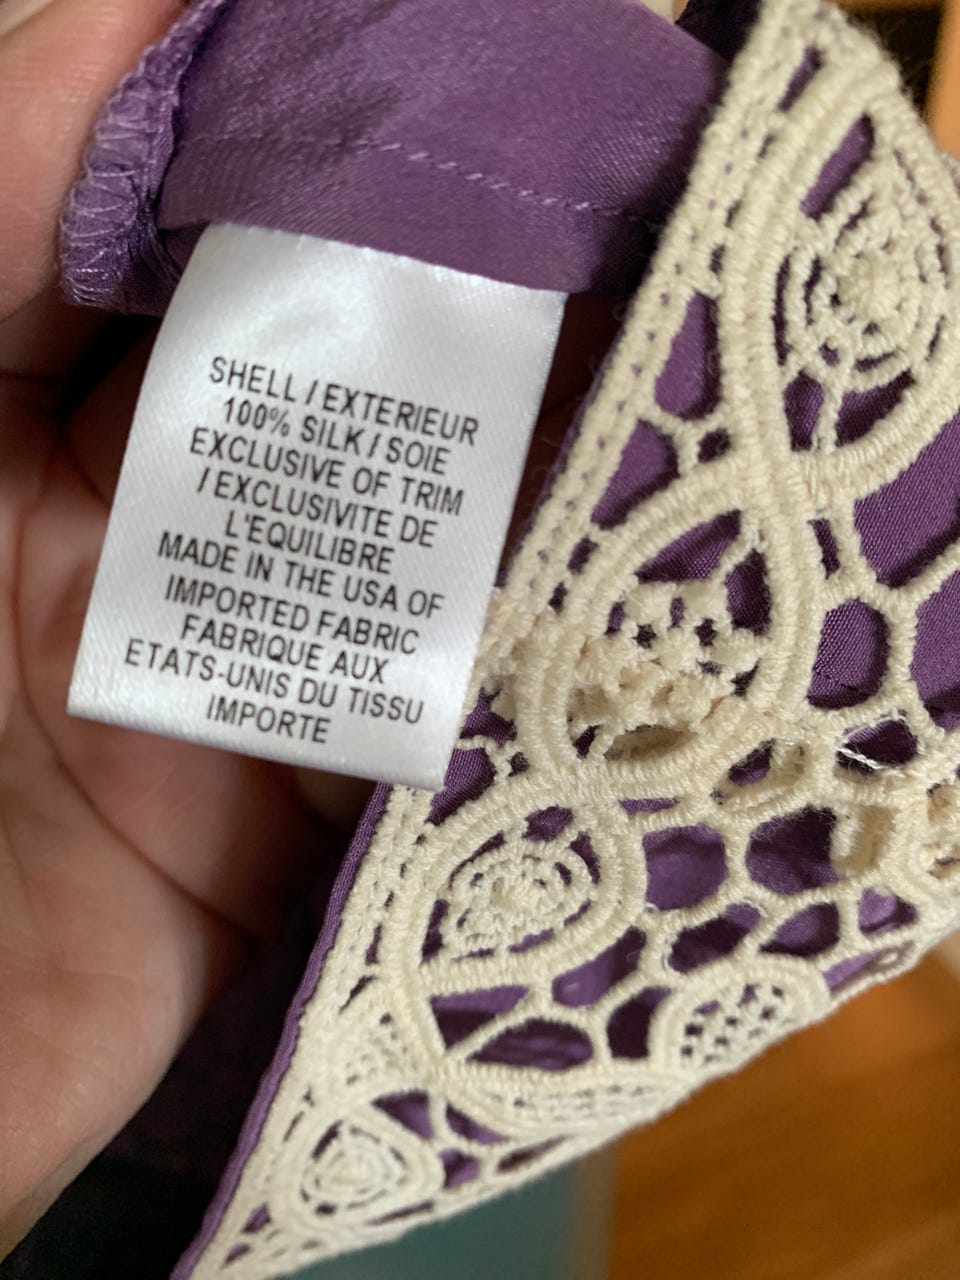 SHELL / EXTERIEUR
100% SILK / SOIE
EXCLUSIVE OF TRIM
/ EXCLUSIVITE DE
L'EQUILIBRE
MADE IN THE USA OF
IMPORTED FABRIC
FABRIQUE AUX
ETATS-UNIS DU TISSU
IMPORTE